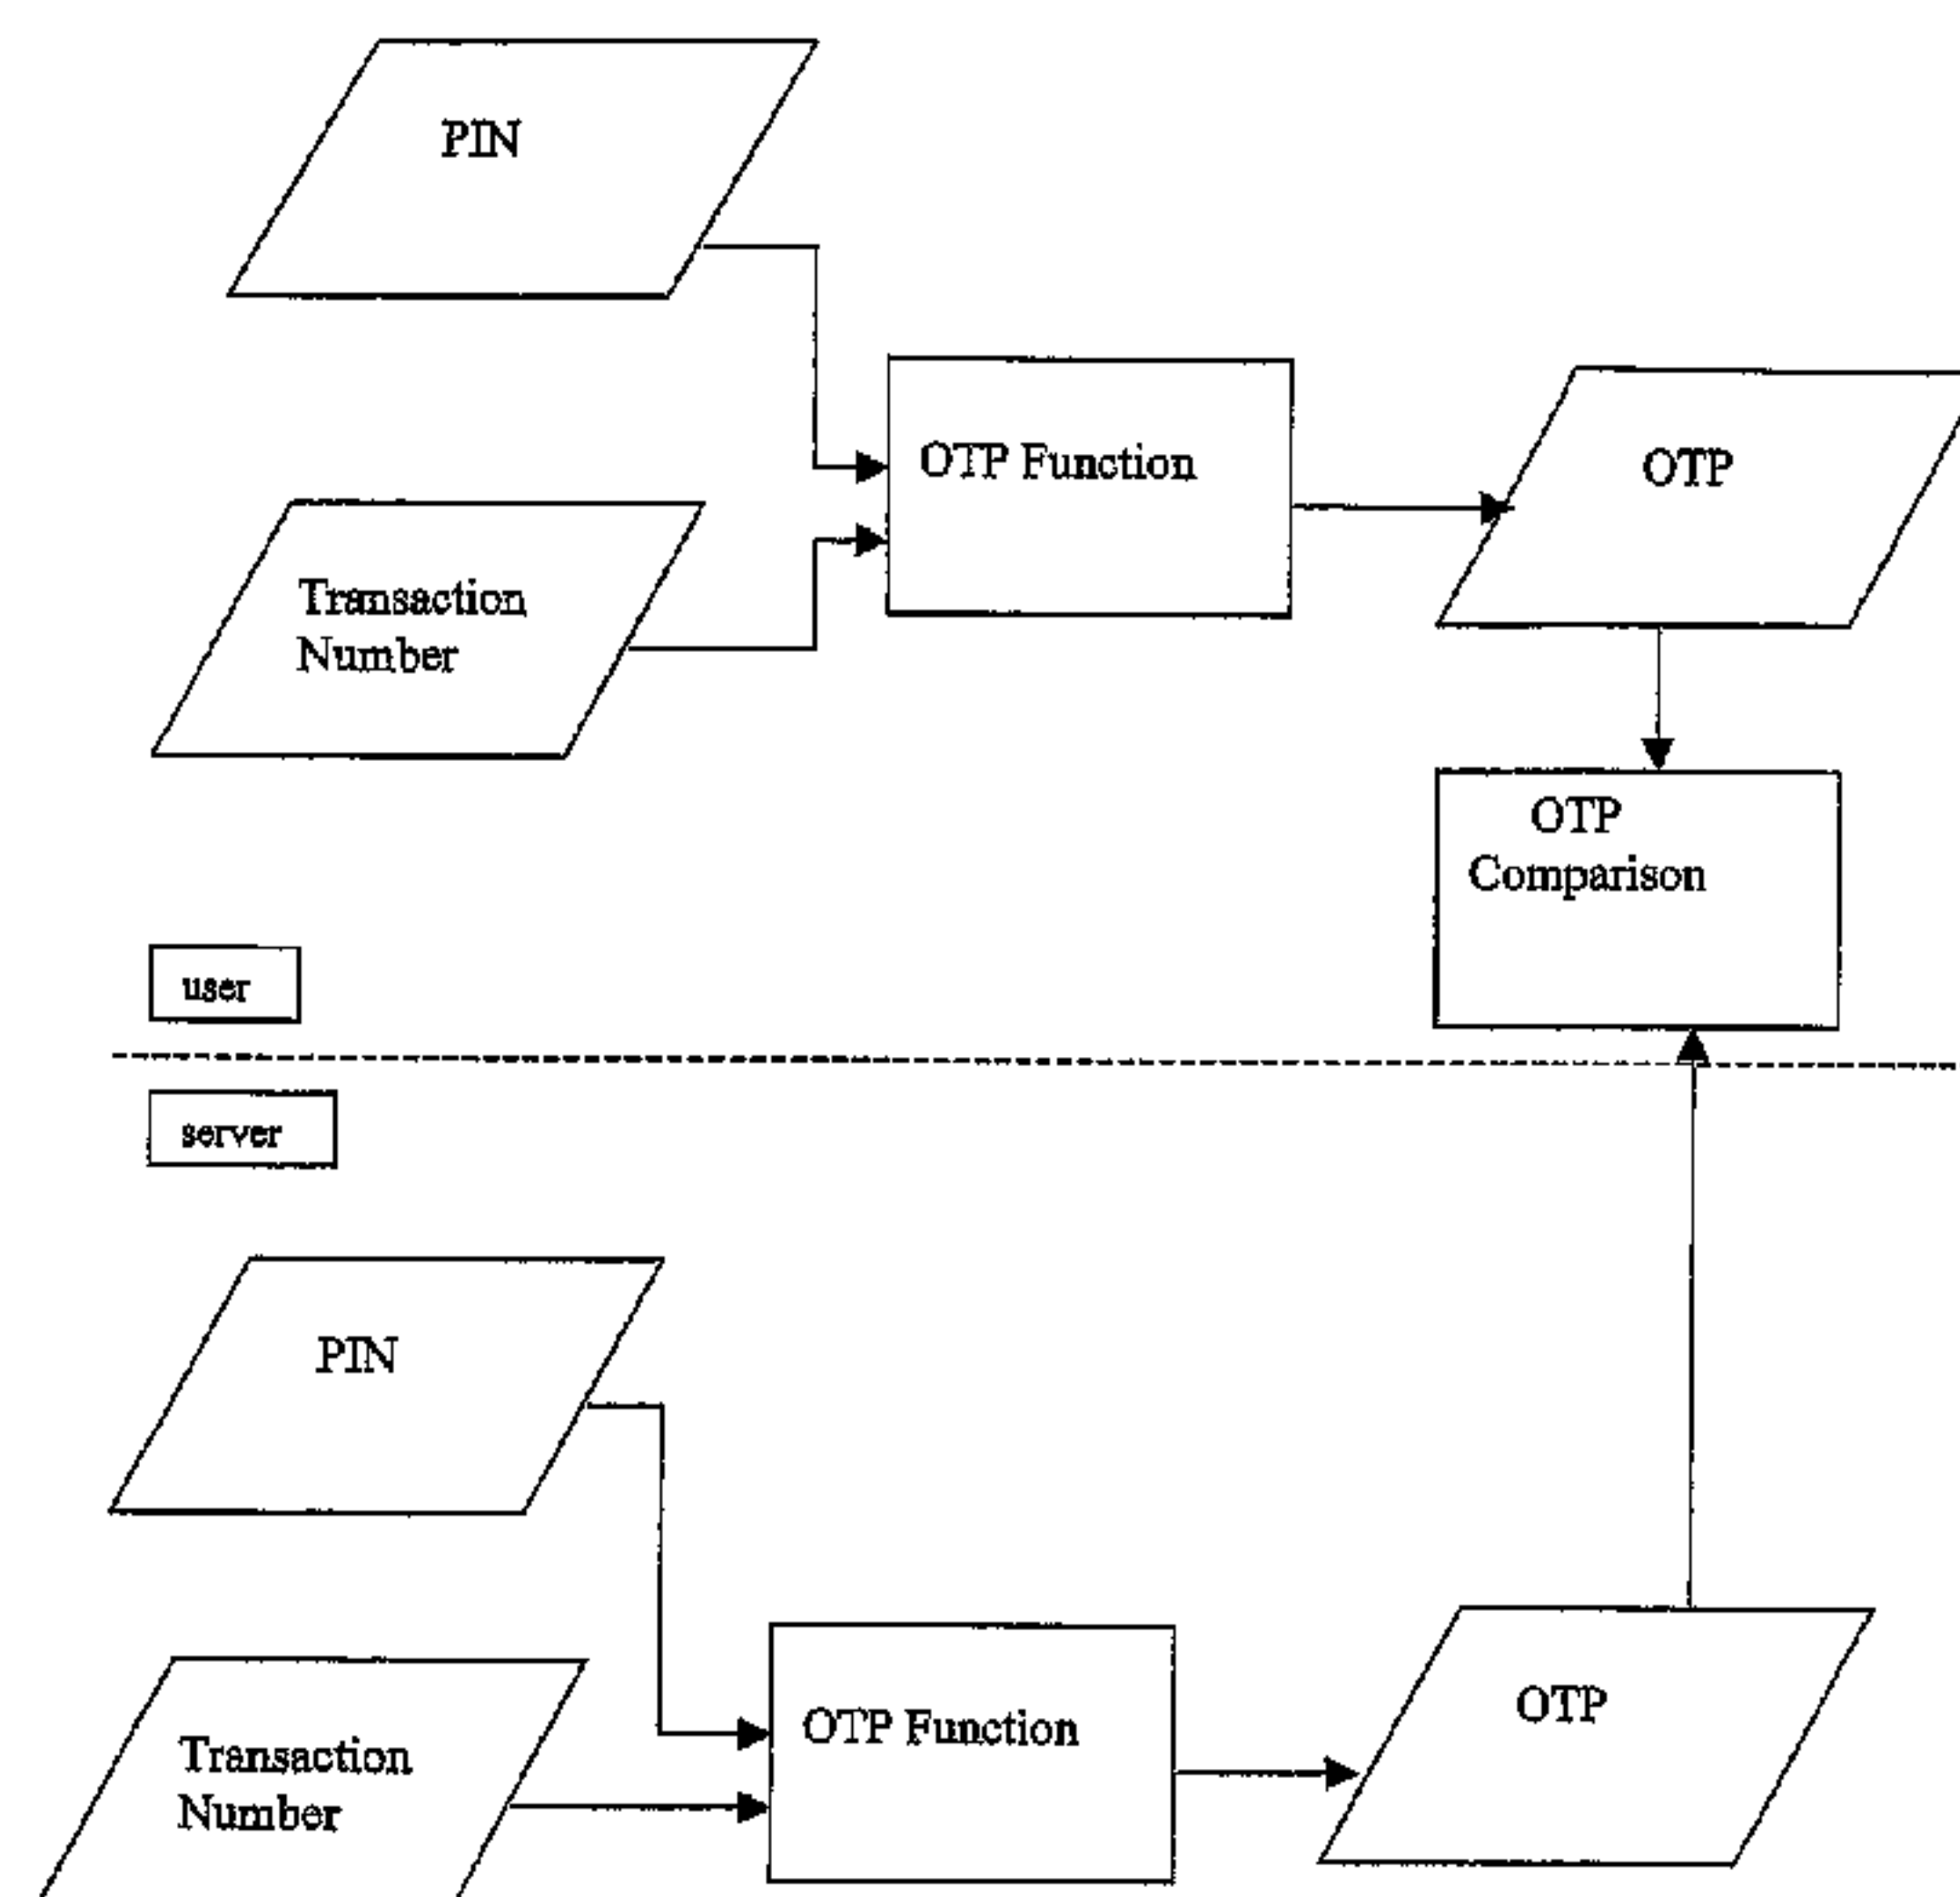 PIN
OTP Function
OTP
Transaction
Number
OTP
Comparison
user
server
PIN
OTP Function
OTP
Transaction
Number